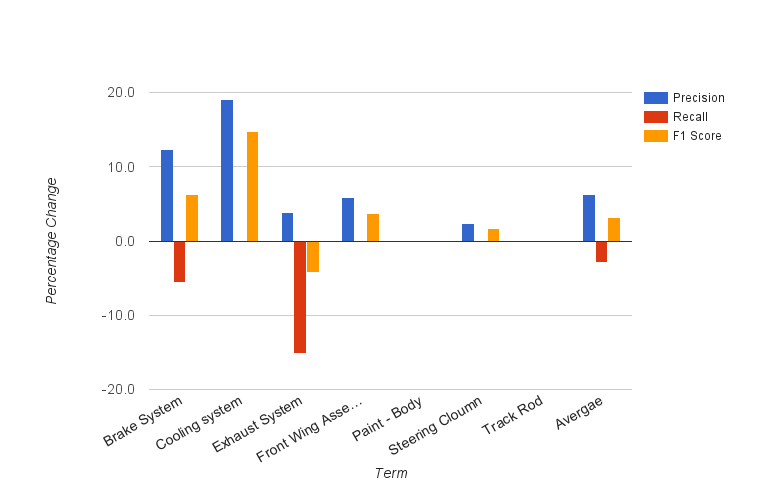 20.0
10.0
0.0
-10.0
-20.0
Percentage Change
Precision
Recall
F1 Score
Brake System
Cooling system
Exhaust System
Front Wing Asse...
Paint - Body
Steering Cloumn
Track Rod
Avergae
Term